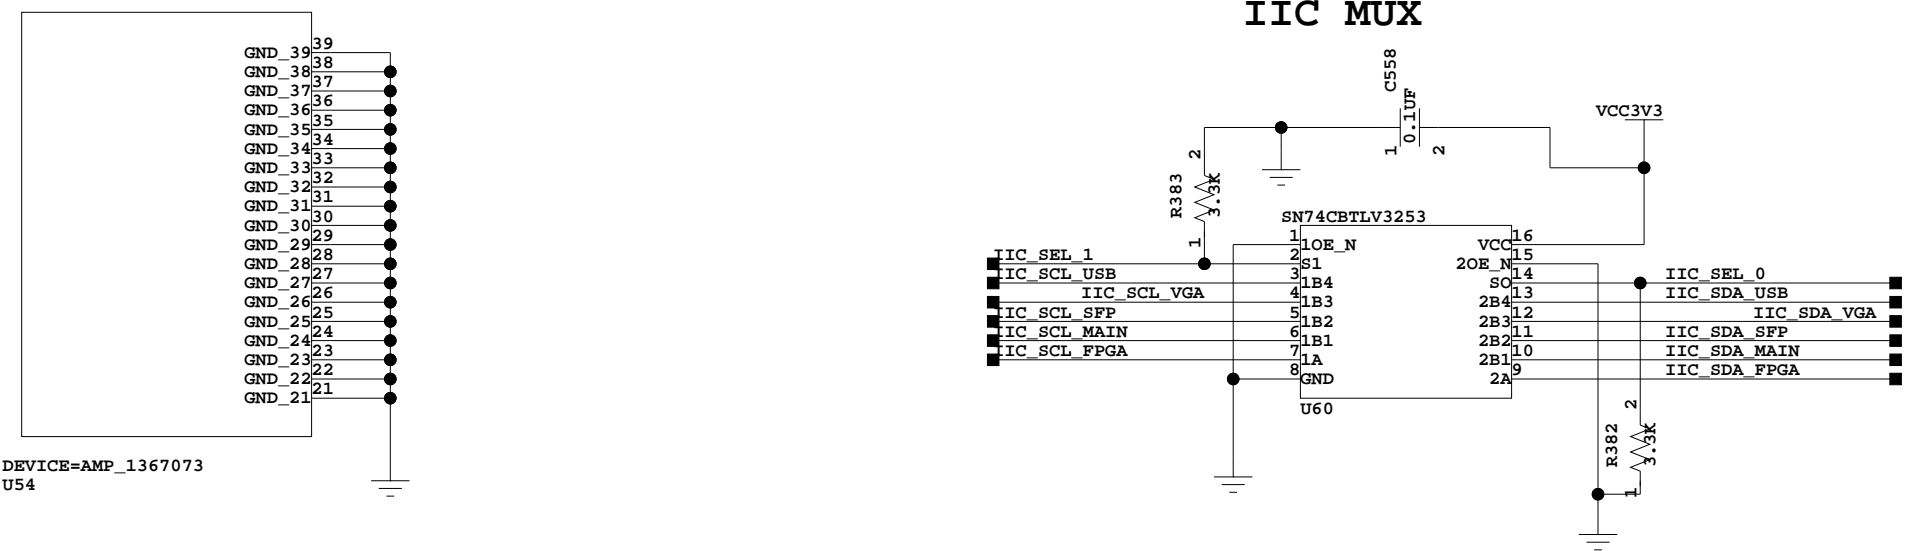 IIC MUX
GND_39 39
GND_38 38
GND_37 37
GND_36 36
GND_35 35
GND_34 34
GND_33 33
GND_32 32
GND_31 31
GND_30 30
GND_29 29
GND_28 28
GND_27 27
GND_26 26
GND_25 25
GND_24 24
GND_23 23
GND_22 22
GND_21 21
DEVICE=AMP_1367073
U54
C558
0.1UF
1 2
VCC3V3
R383
3.3K
2
1
SN74CBTLV3253
1 1OE_N VCC 16
IIC_SEL_1 2 S1 2OE_N 15
IIC_SCL_USB 3 1B4 SO 14 IIC_SEL_0
IIC_SCL_VGA 4 1B3 2B4 13 IIC_SDA_USB
IIC_SCL_SFP 5 1B2 2B3 12 IIC_SDA_VGA
IIC_SCL_MAIN 6 1B1 2B2 11 IIC_SDA_SFP
IIC_SCL_FPGA 7 1A 2B1 10 IIC_SDA_MAIN
8 GND 2A 9 IIC_SDA_FPGA
U60
R382
3.3K
2
1